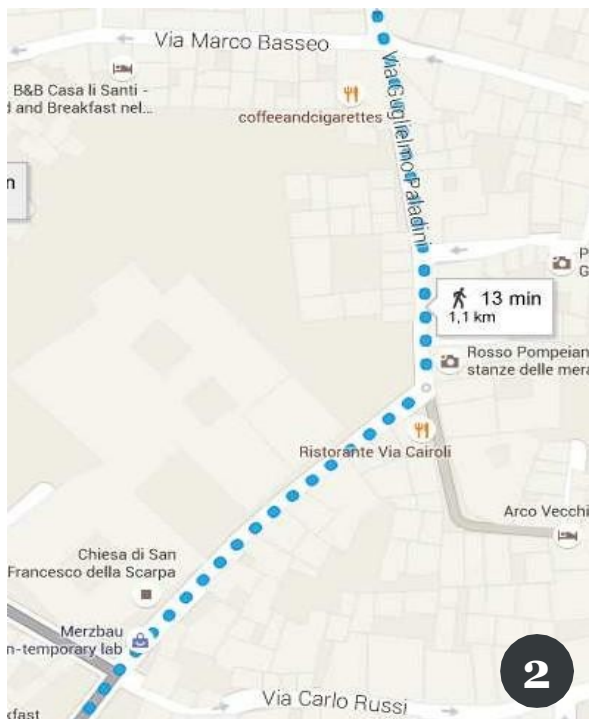 Via Marco Basseo
B&B Casa li Santi -
and Breakfast nel...
coffeeandcigarettes
Via Guglielmo Paladini
n
P
G
13 min
1,1 km
Rosso Pompeian
stanze delle mera
Ristorante Via Cairoli
Arco Vecchi
Chiesa di San
Francesco della Scarpa
Merzbau
n-temporary lab
Via Carlo Russi
2